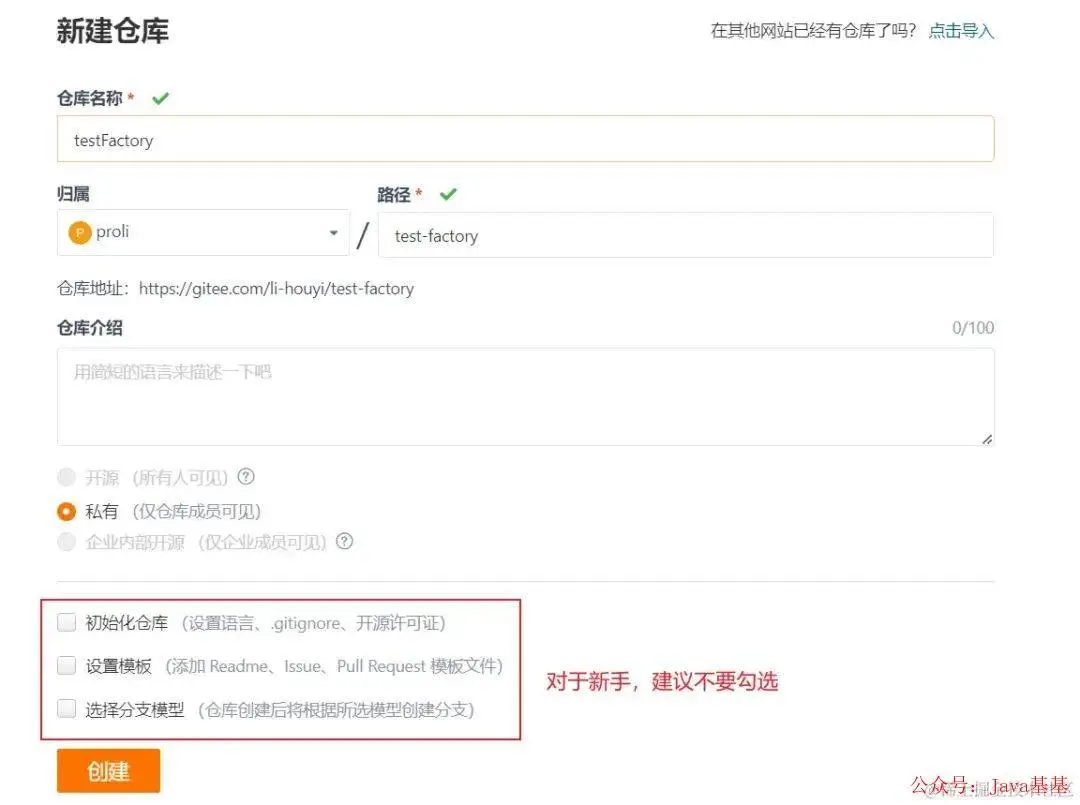 新建仓库
在其他网站已经有仓库了吗？ 点击导入
仓库名称 *
testFactory
归属
路径 *
P proli
/
test-factory
仓库地址：https://gitee.com/li-houyi/test-factory
仓库介绍
0/100
用简短的语言来描述一下吧
开源 （所有人可见） ?
私有 （仅仓库成员可见）
企业内部开源 （仅企业成员可见） ?
初始化仓库 （设置语言、.gitignore、开源许可证）
设置模板 （添加 Readme、Issue、Pull Request 模板文件）
对于新手，建议不要勾选
选择分支模型 （仓库创建后将根据所选模型创建分支）
创建
公众号：Java基基